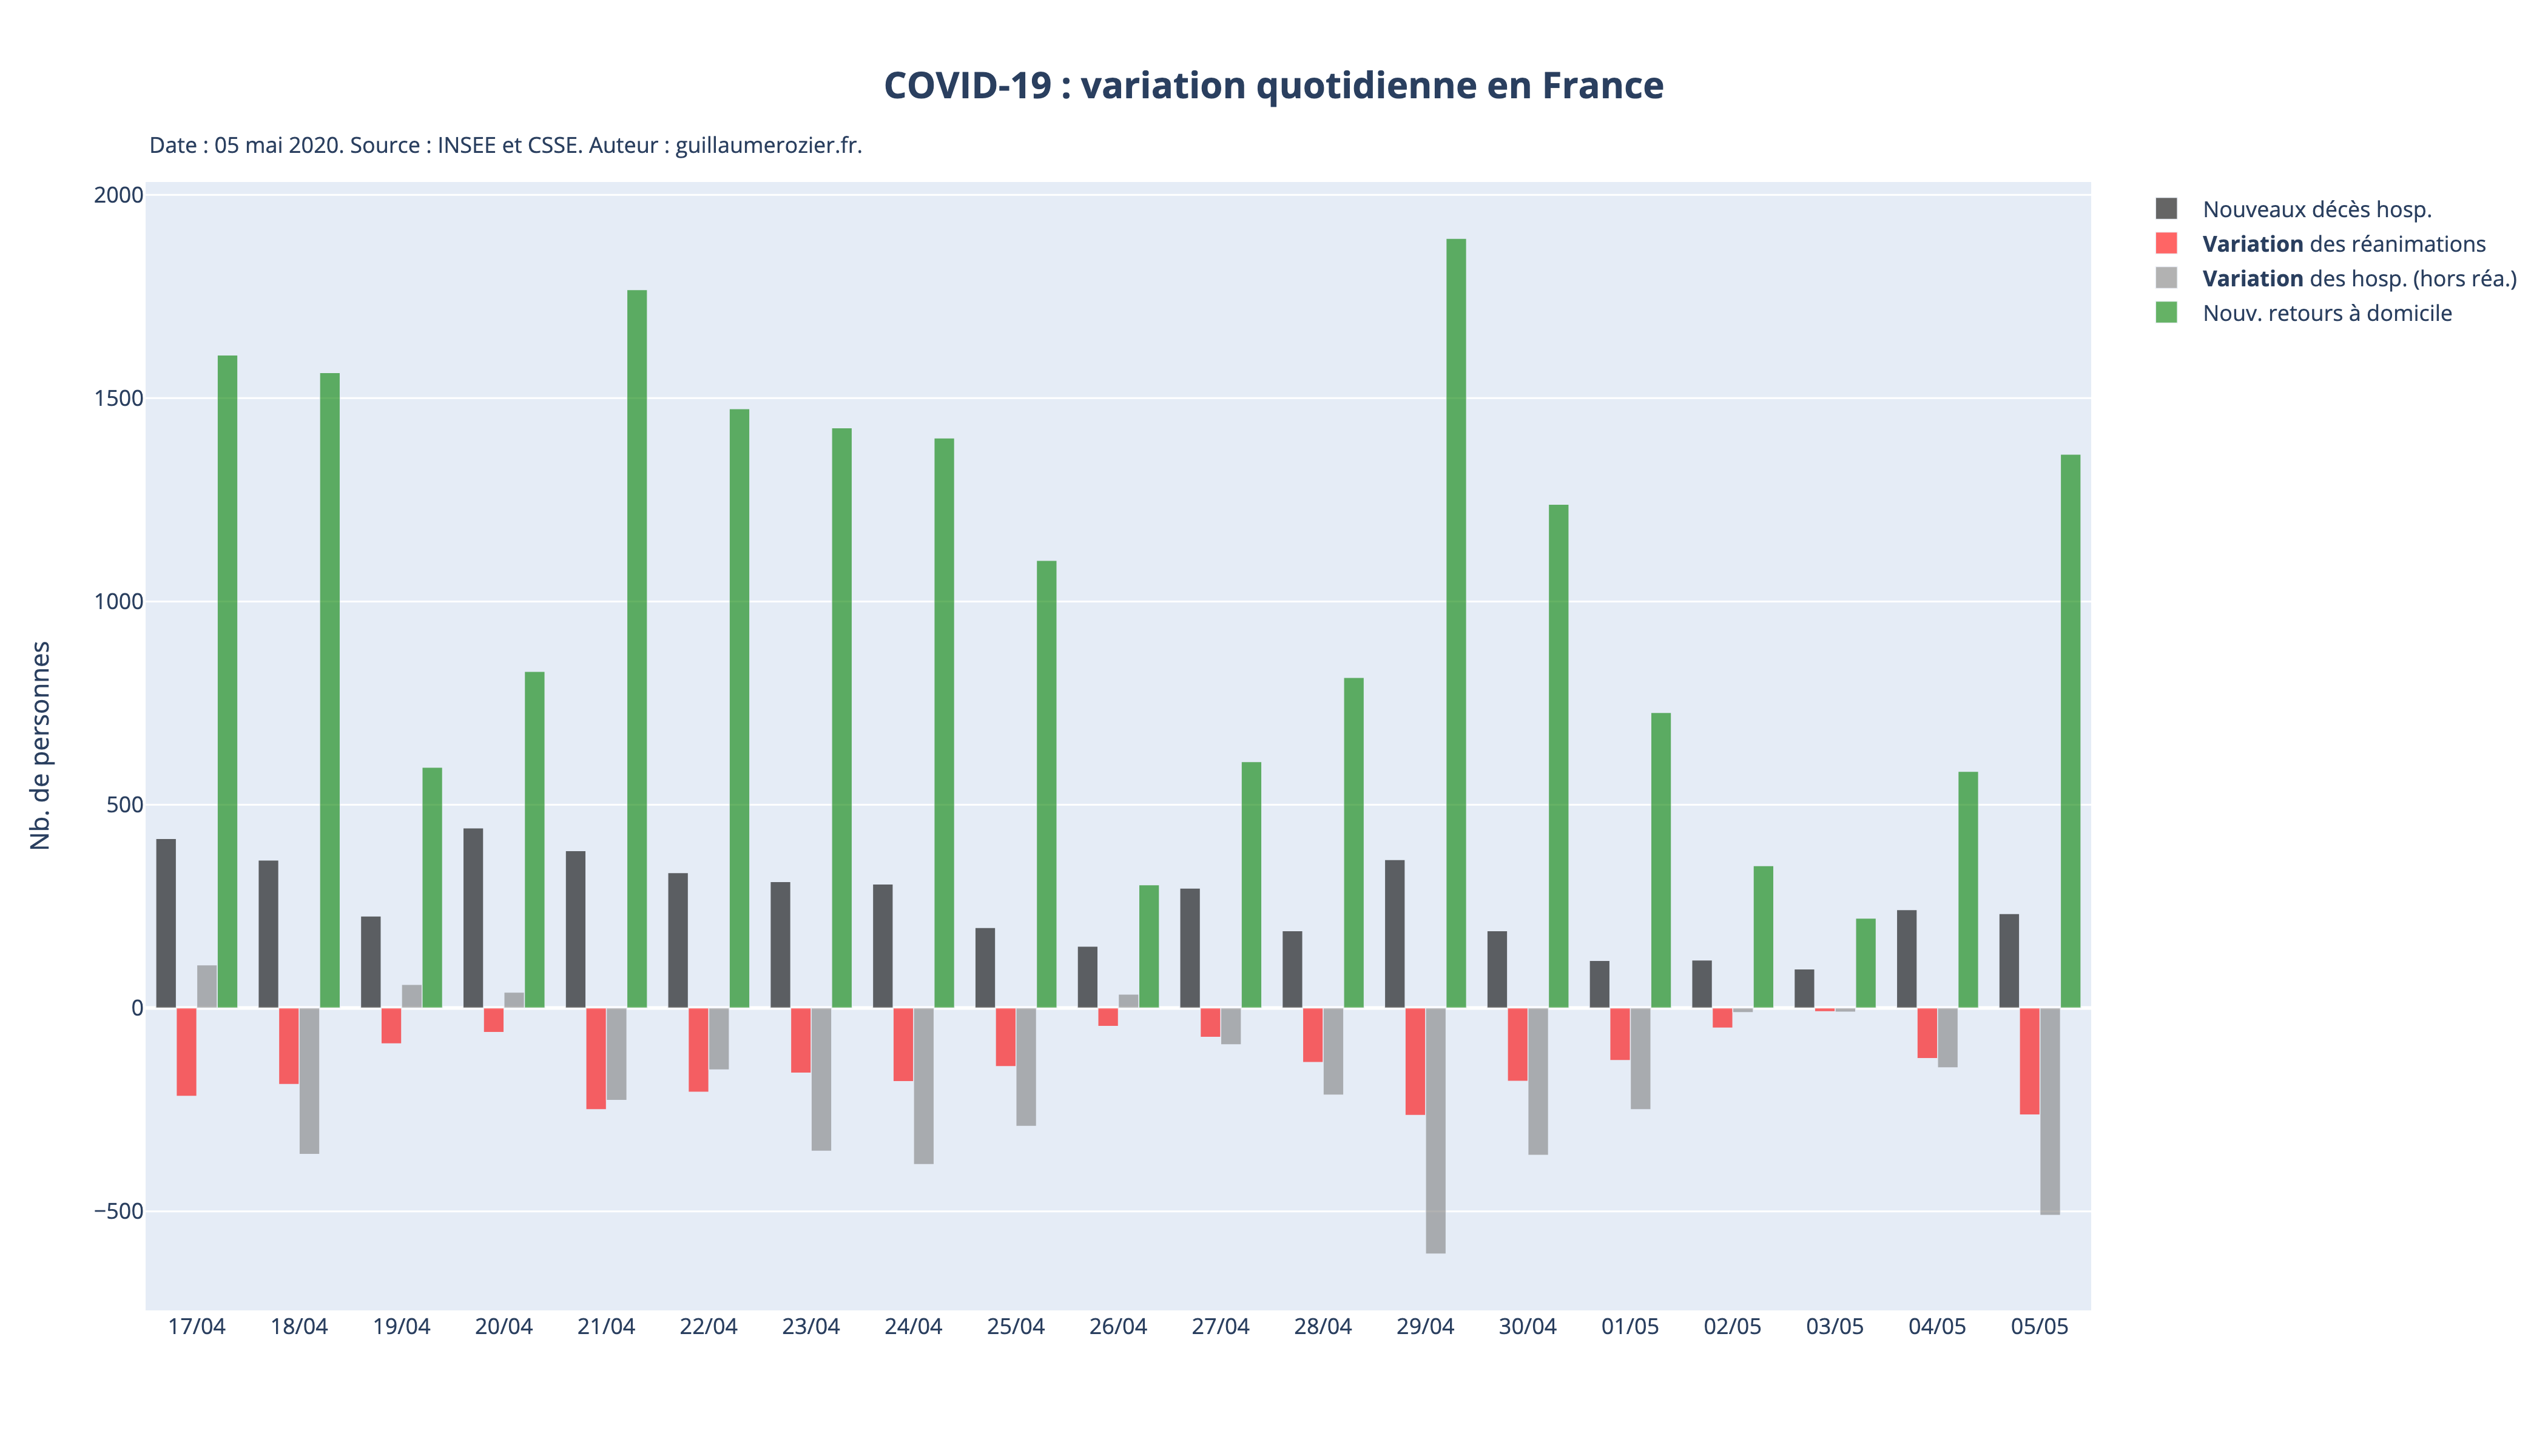 COVID-19 : variation quotidienne en France
Date : 05 mai 2020. Source : INSEE et CSSE. Auteur : guillaumerozier.fr.
Nouveaux décès hosp.
Variation des réanimations
Variation des hosp. (hors réa.)
Nouv. retours à domicile
Nb. de personnes
2000
1500
1000
500
0
−500
17/04 18/04 19/04 20/04 21/04 22/04 23/04 24/04 25/04 26/04 27/04 28/04 29/04 30/04 01/05 02/05 03/05 04/05 05/05